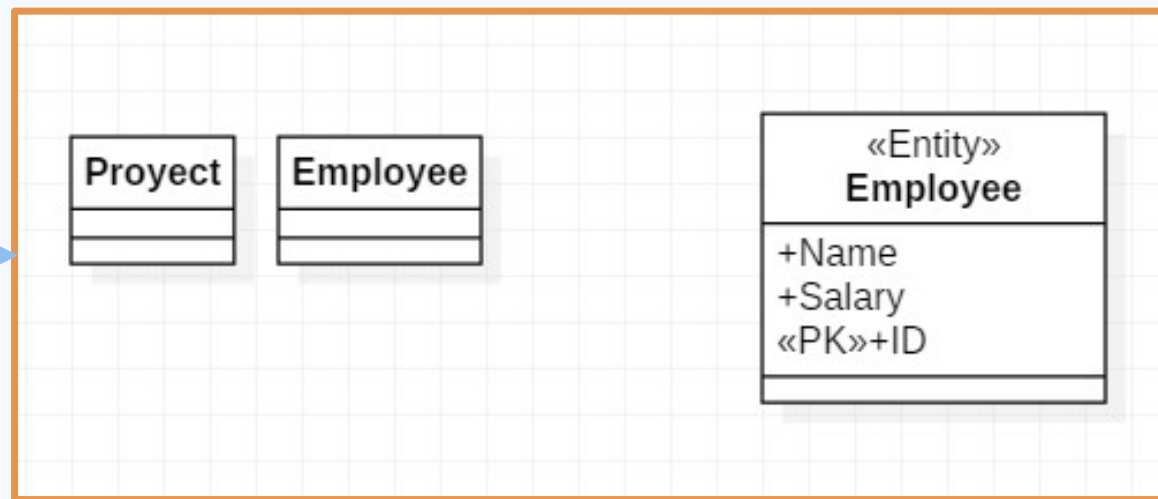 Proyect
Employee
«Entity»
Employee
+Name
+Salary
«PK»+ID